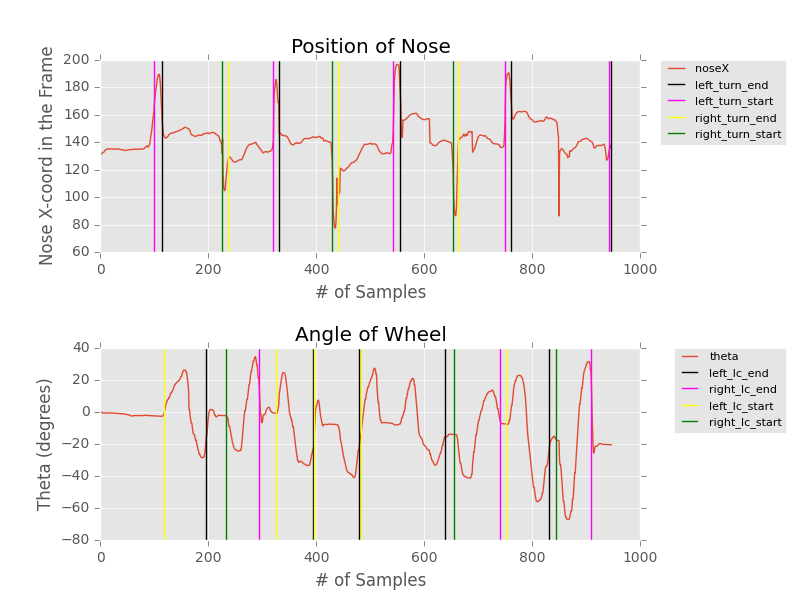 Position of Nose
200
180
160
140
120
100
80
60
Nose X-coord in the Frame
0 200 400 600 800 1000
# of Samples
noseX
left_turn_end
left_turn_start
right_turn_end
right_turn_start
Angle of Wheel
40
20
0
−20
−40
−60
−80
Theta (degrees)
0 200 400 600 800 1000
# of Samples
theta
left_lc_end
right_lc_end
left_lc_start
right_lc_start